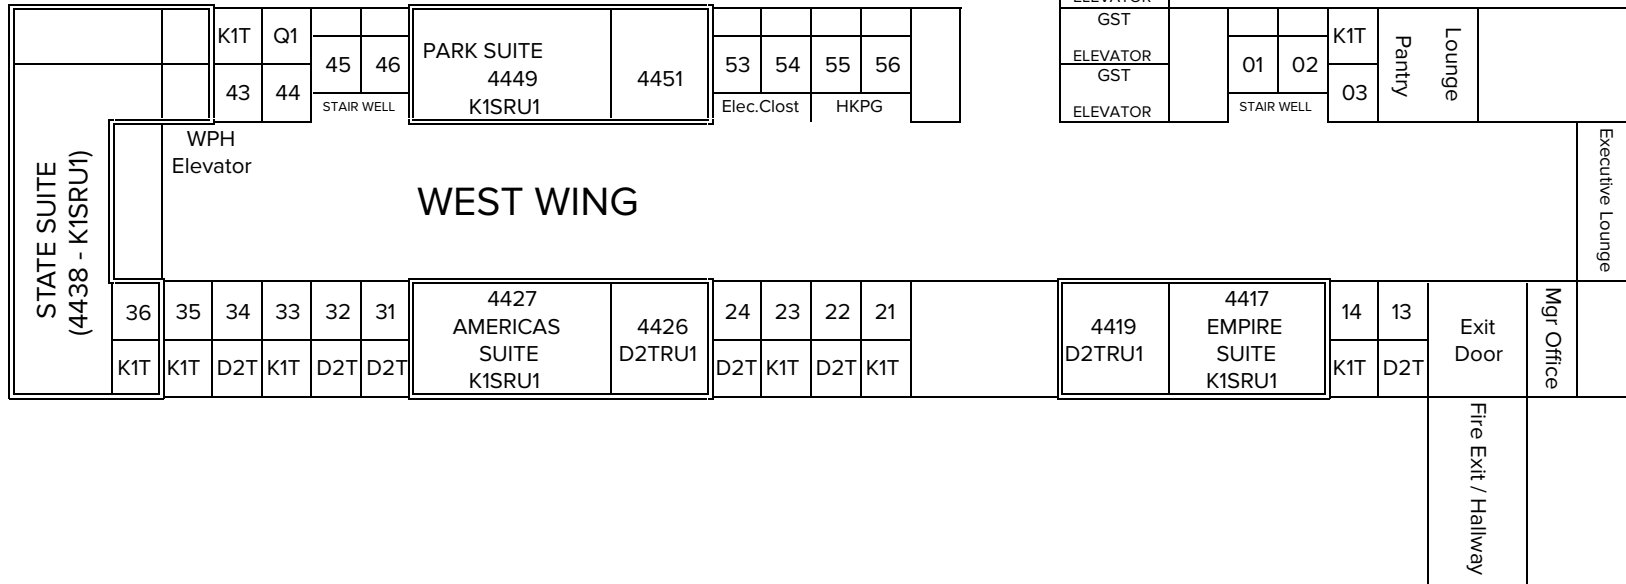 ELEVATOR
GST
ELEVATOR
GST
ELEVATOR
K1T
Q1
43
44
45
46
STAIR WELL
PARK SUITE
4449
K1SRU1
4451
53
54
55
56
Elec.Clost
HKPG
01
02
STAIR WELL
K1T
03
Pantry
Lounge
WPH
Elevator
WEST WING
STATE SUITE
(4438 - K1SRU1)
Executive Lounge
36
35
34
33
32
31
K1T
K1T
D2T
K1T
D2T
D2T
4427
AMERICAS
SUITE
K1SRU1
4426
D2TRU1
24
23
22
21
D2T
K1T
D2T
K1T
4419
D2TRU1
4417
EMPIRE
SUITE
K1SRU1
14
13
K1T
D2T
Exit
Door
Mgr Office
Fire Exit / Hallway